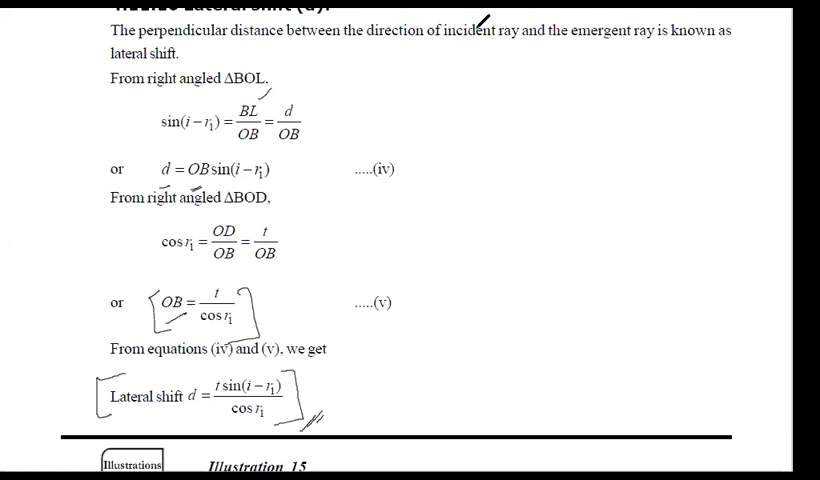 The perpendicular distance between the direction of incident ray and the emergent ray is known as
lateral shift.
From right angled ΔBOL,
sin(i − r₁) = BL/OB = d/OB
or d = OB sin(i − r₁) .....(iv)
From right angled ΔBOD,
cos r₁ = OD/OB = t/OB
or OB = t/cos r₁ .....(v)
From equations (iv) and (v), we get
Lateral shift d = t sin(i − r₁)/cos r₁
Illustrations Illustration 15